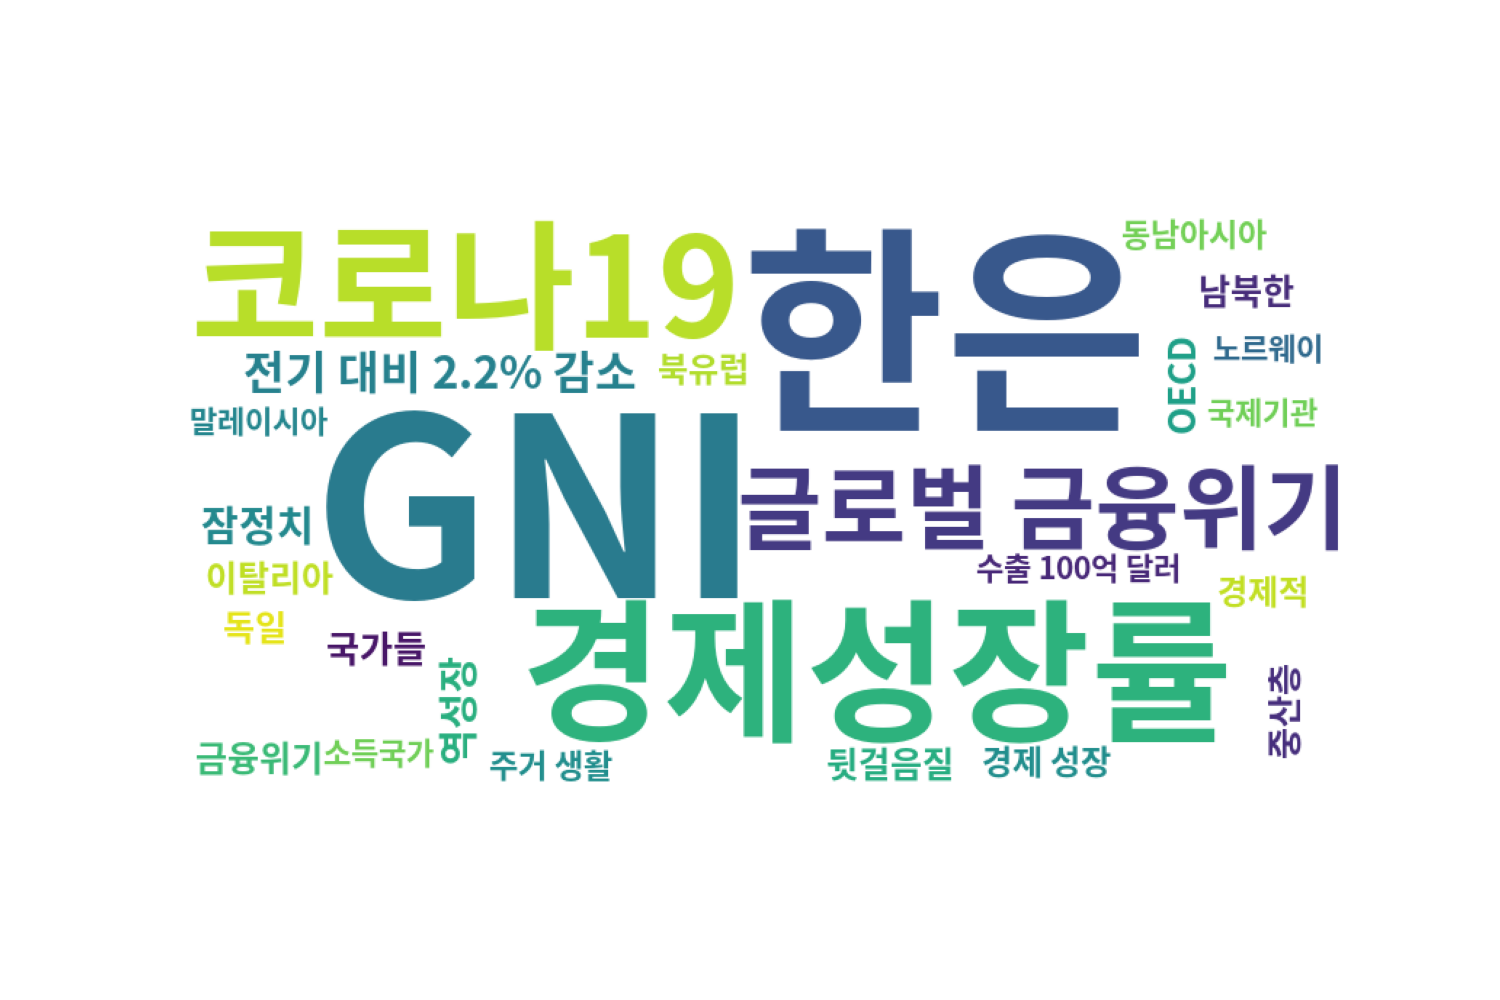 코로나19
한은
동남아시아
남북한
전기 대비 2.2% 감소
북유럽
OECD
노르웨이
말레이시아
국제기관
GNI
글로벌 금융위기
잠정치
이탈리아
수출 100억 달러
경제적
독일
국가들
경제성장률
역성장
중산층
금융위기
소득국가
주거 생활
뒷걸음질
경제 성장